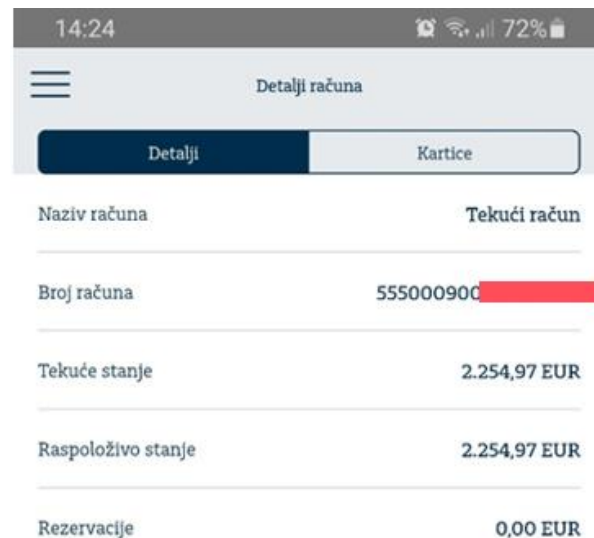 14:24 72%
Detalji računa
Detalji Kartice
Naziv računa Tekući račun
Broj računa 555000900
Tekuće stanje 2.254,97 EUR
Raspoloživo stanje 2.254,97 EUR
Rezervacije 0,00 EUR